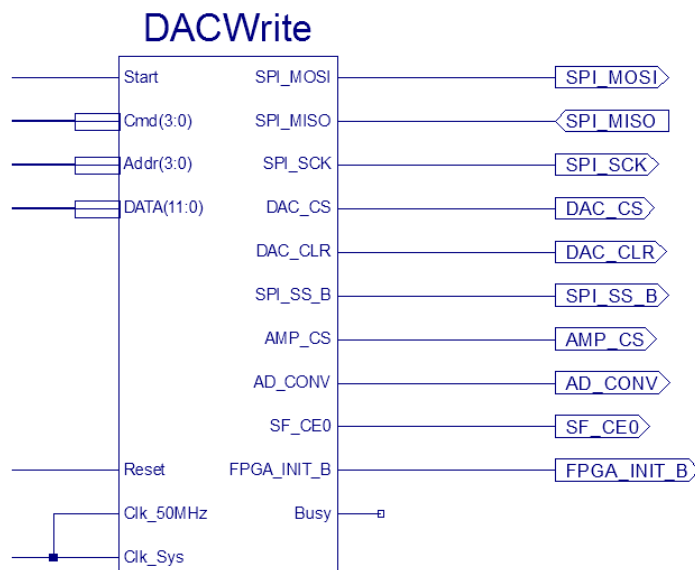 DACWrite
Start SPI_MOSI SPI_MOSI
Cmd(3:0) SPI_MISO SPI_MISO
Addr(3:0) SPI_SCK SPI_SCK
DATA(11:0) DAC_CS DAC_CS
DAC_CLR DAC_CLR
SPI_SS_B SPI_SS_B
AMP_CS AMP_CS
AD_CONV AD_CONV
SF_CE0 SF_CE0
Reset FPGA_INIT_B FPGA_INIT_B
Clk_50MHz Busy
Clk_Sys